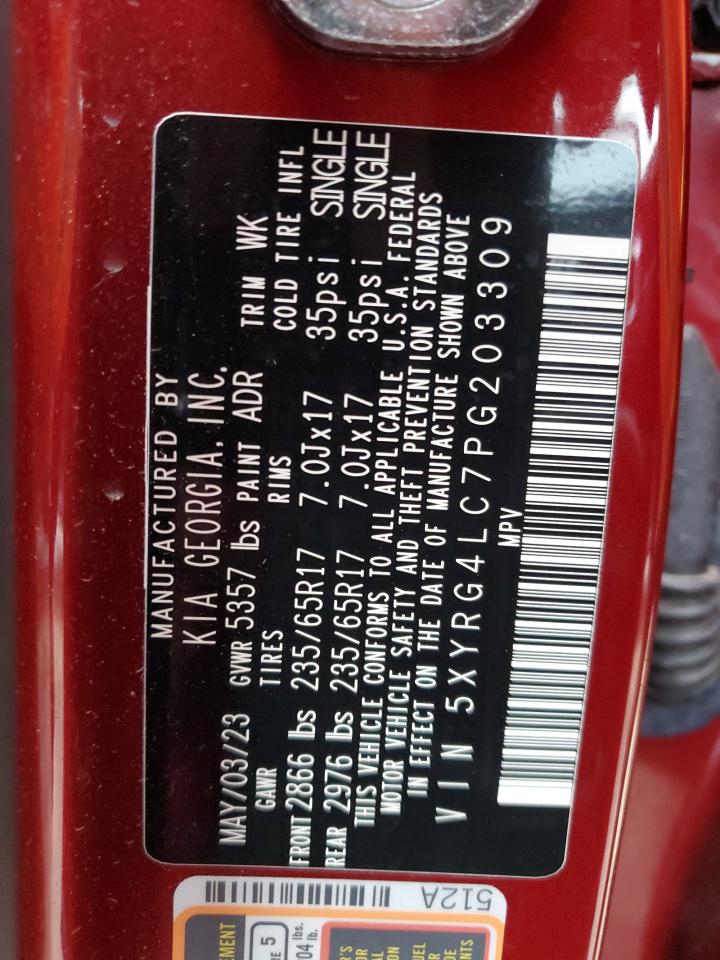 MANUFACTURED BY
KIA GEORGIA, INC.
MAY/03/23 GVWR 5357 lbs PAINT ADR TRIM WK
GAWR TIRES RIMS COLD TIRE INFL
FRONT 2866 lbs 235/65R17 7.0Jx17 35psi SINGLE
REAR 2976 lbs 235/65R17 7.0Jx17 35psi SINGLE
THIS VEHICLE CONFORMS TO ALL APPLICABLE U.S.A. FEDERAL
MOTOR VEHICLE SAFETY AND THEFT PREVENTION STANDARDS
IN EFFECT ON THE DATE OF MANUFACTURE SHOWN ABOVE
VIN 5XYRG4LC7PG203309
MPV
512A
5